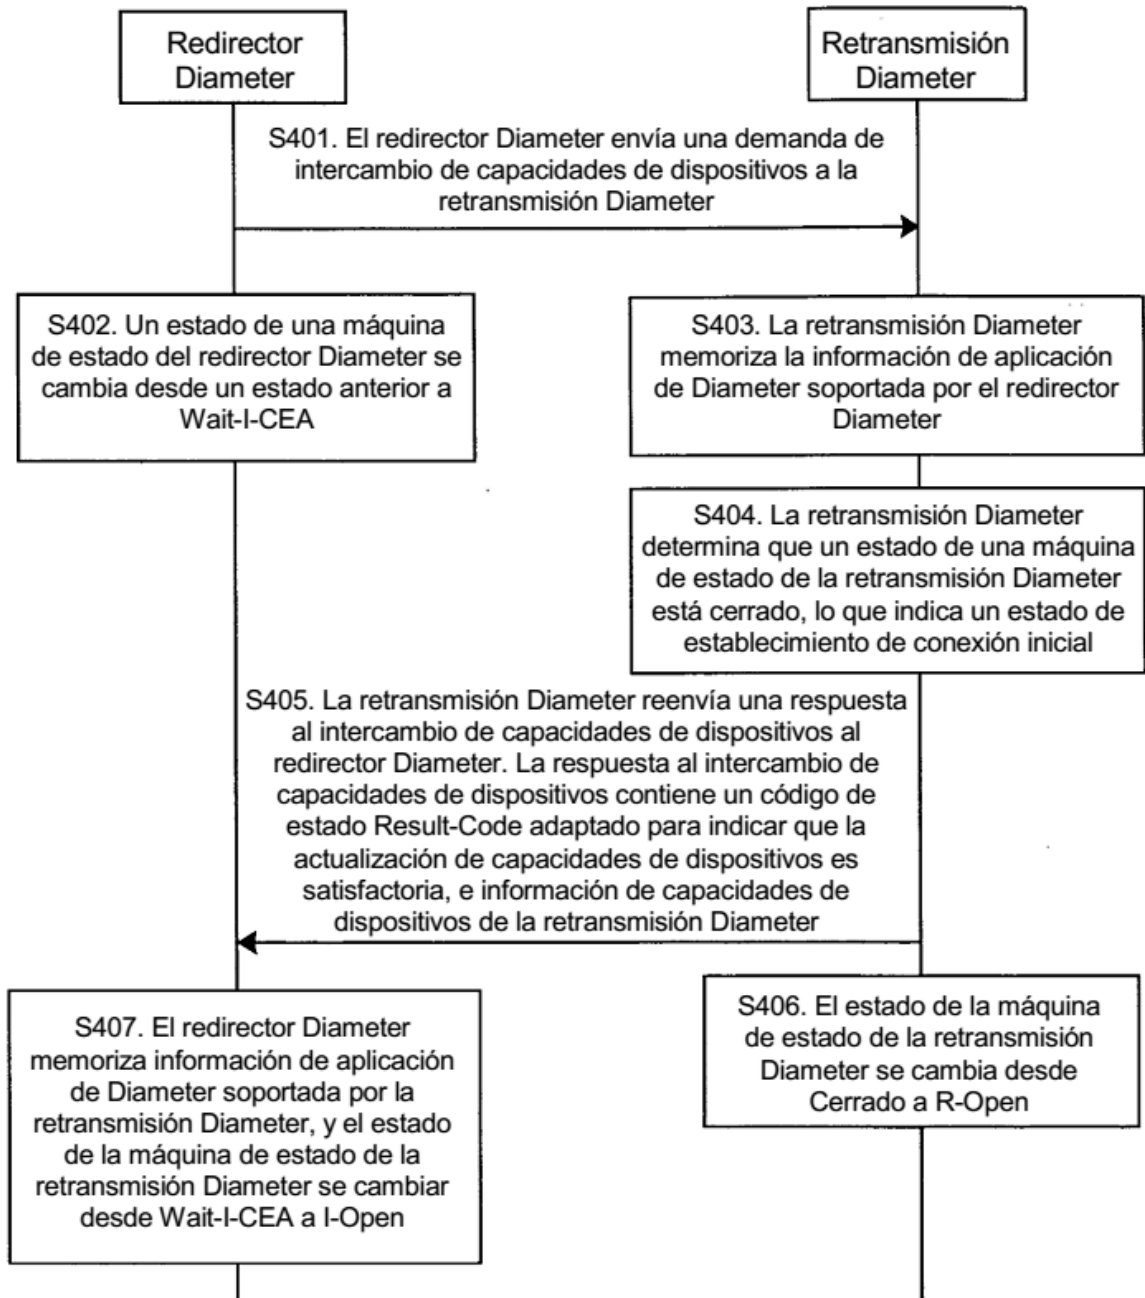 Redirector
Diameter
Retransmisión
Diameter
S401. El redirector Diameter envía una demanda de
intercambio de capacidades de dispositivos a la
retransmisión Diameter
S402. Un estado de una máquina
de estado del redirector Diameter se
cambia desde un estado anterior a
Wait-I-CEA
S403. La retransmisión Diameter
memoriza la información de aplicación
de Diameter soportada por el redirector
Diameter
S404. La retransmisión Diameter
determina que un estado de una máquina
de estado de la retransmisión Diameter
está cerrado, lo que indica un estado de
establecimiento de conexión inicial
S405. La retransmisión Diameter reenvía una respuesta
al intercambio de capacidades de dispositivos al
redirector Diameter. La respuesta al intercambio de
capacidades de dispositivos contiene un código de
estado Result-Code adaptado para indicar que la
actualización de capacidades de dispositivos es
satisfactoria, e información de capacidades de
dispositivos de la retransmisión Diameter
S406. El estado de la máquina
de estado de la retransmisión
Diameter se cambia desde
Cerrado a R-Open
S407. El redirector Diameter
memoriza información de aplicación
de Diameter soportada por la
retransmisión Diameter, y el estado
de la máquina de estado de la
retransmisión Diameter se cambiar
desde Wait-I-CEA a I-Open